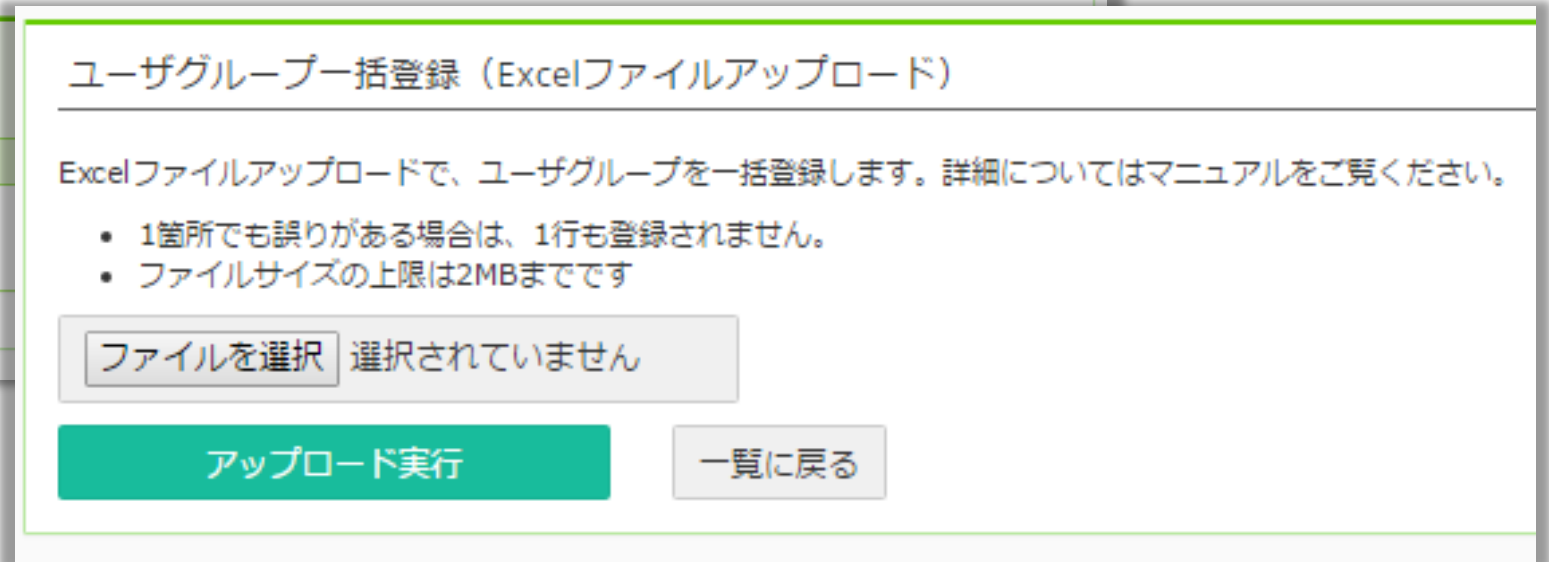 ユーザグループ一括登録（Excelファイルアップロード）
Excelファイルアップロードで、ユーザグループを一括登録します。詳細についてはマニュアルをご覧ください。
• 1箇所でも誤りがある場合は、1行も登録されません。
• ファイルサイズの上限は2MBまでです
ファイルを選択 選択されていません
アップロード実行 一覧に戻る